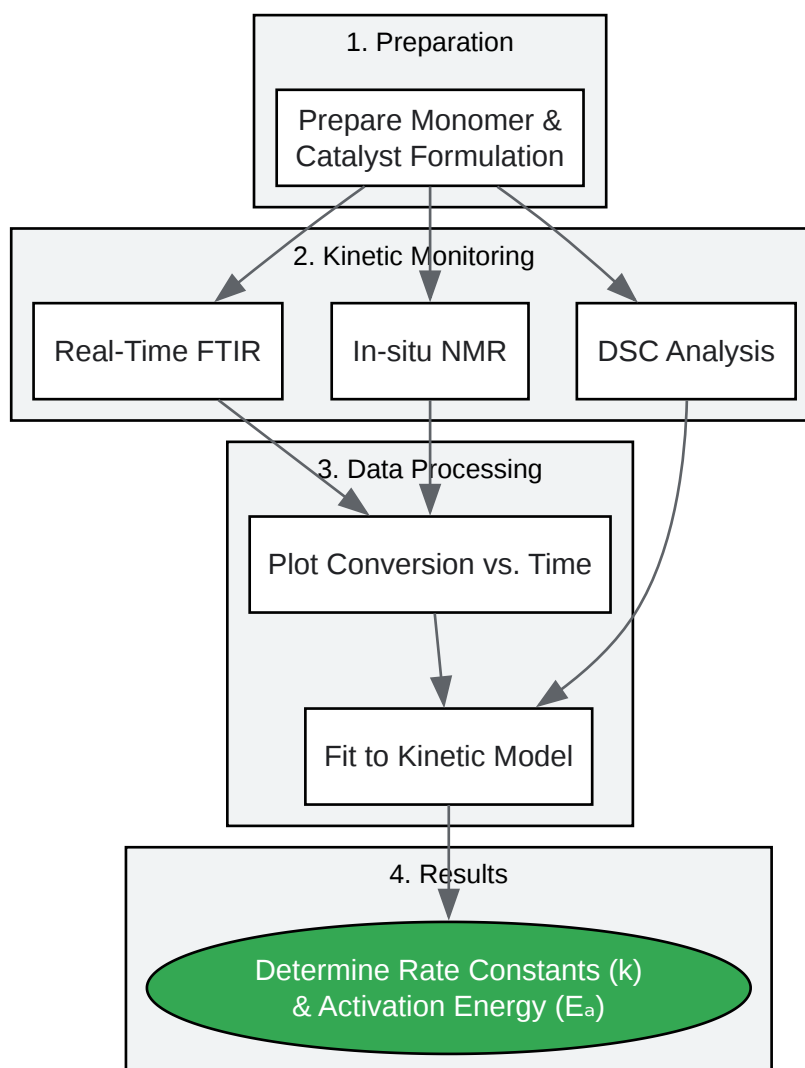 1. Preparation
Prepare Monomer &
Catalyst Formulation
2. Kinetic Monitoring
Real-Time FTIR
In-situ NMR
DSC Analysis
3. Data Processing
Plot Conversion vs. Time
Fit to Kinetic Model
4. Results
Determine Rate Constants (k)
& Activation Energy (Eₐ)